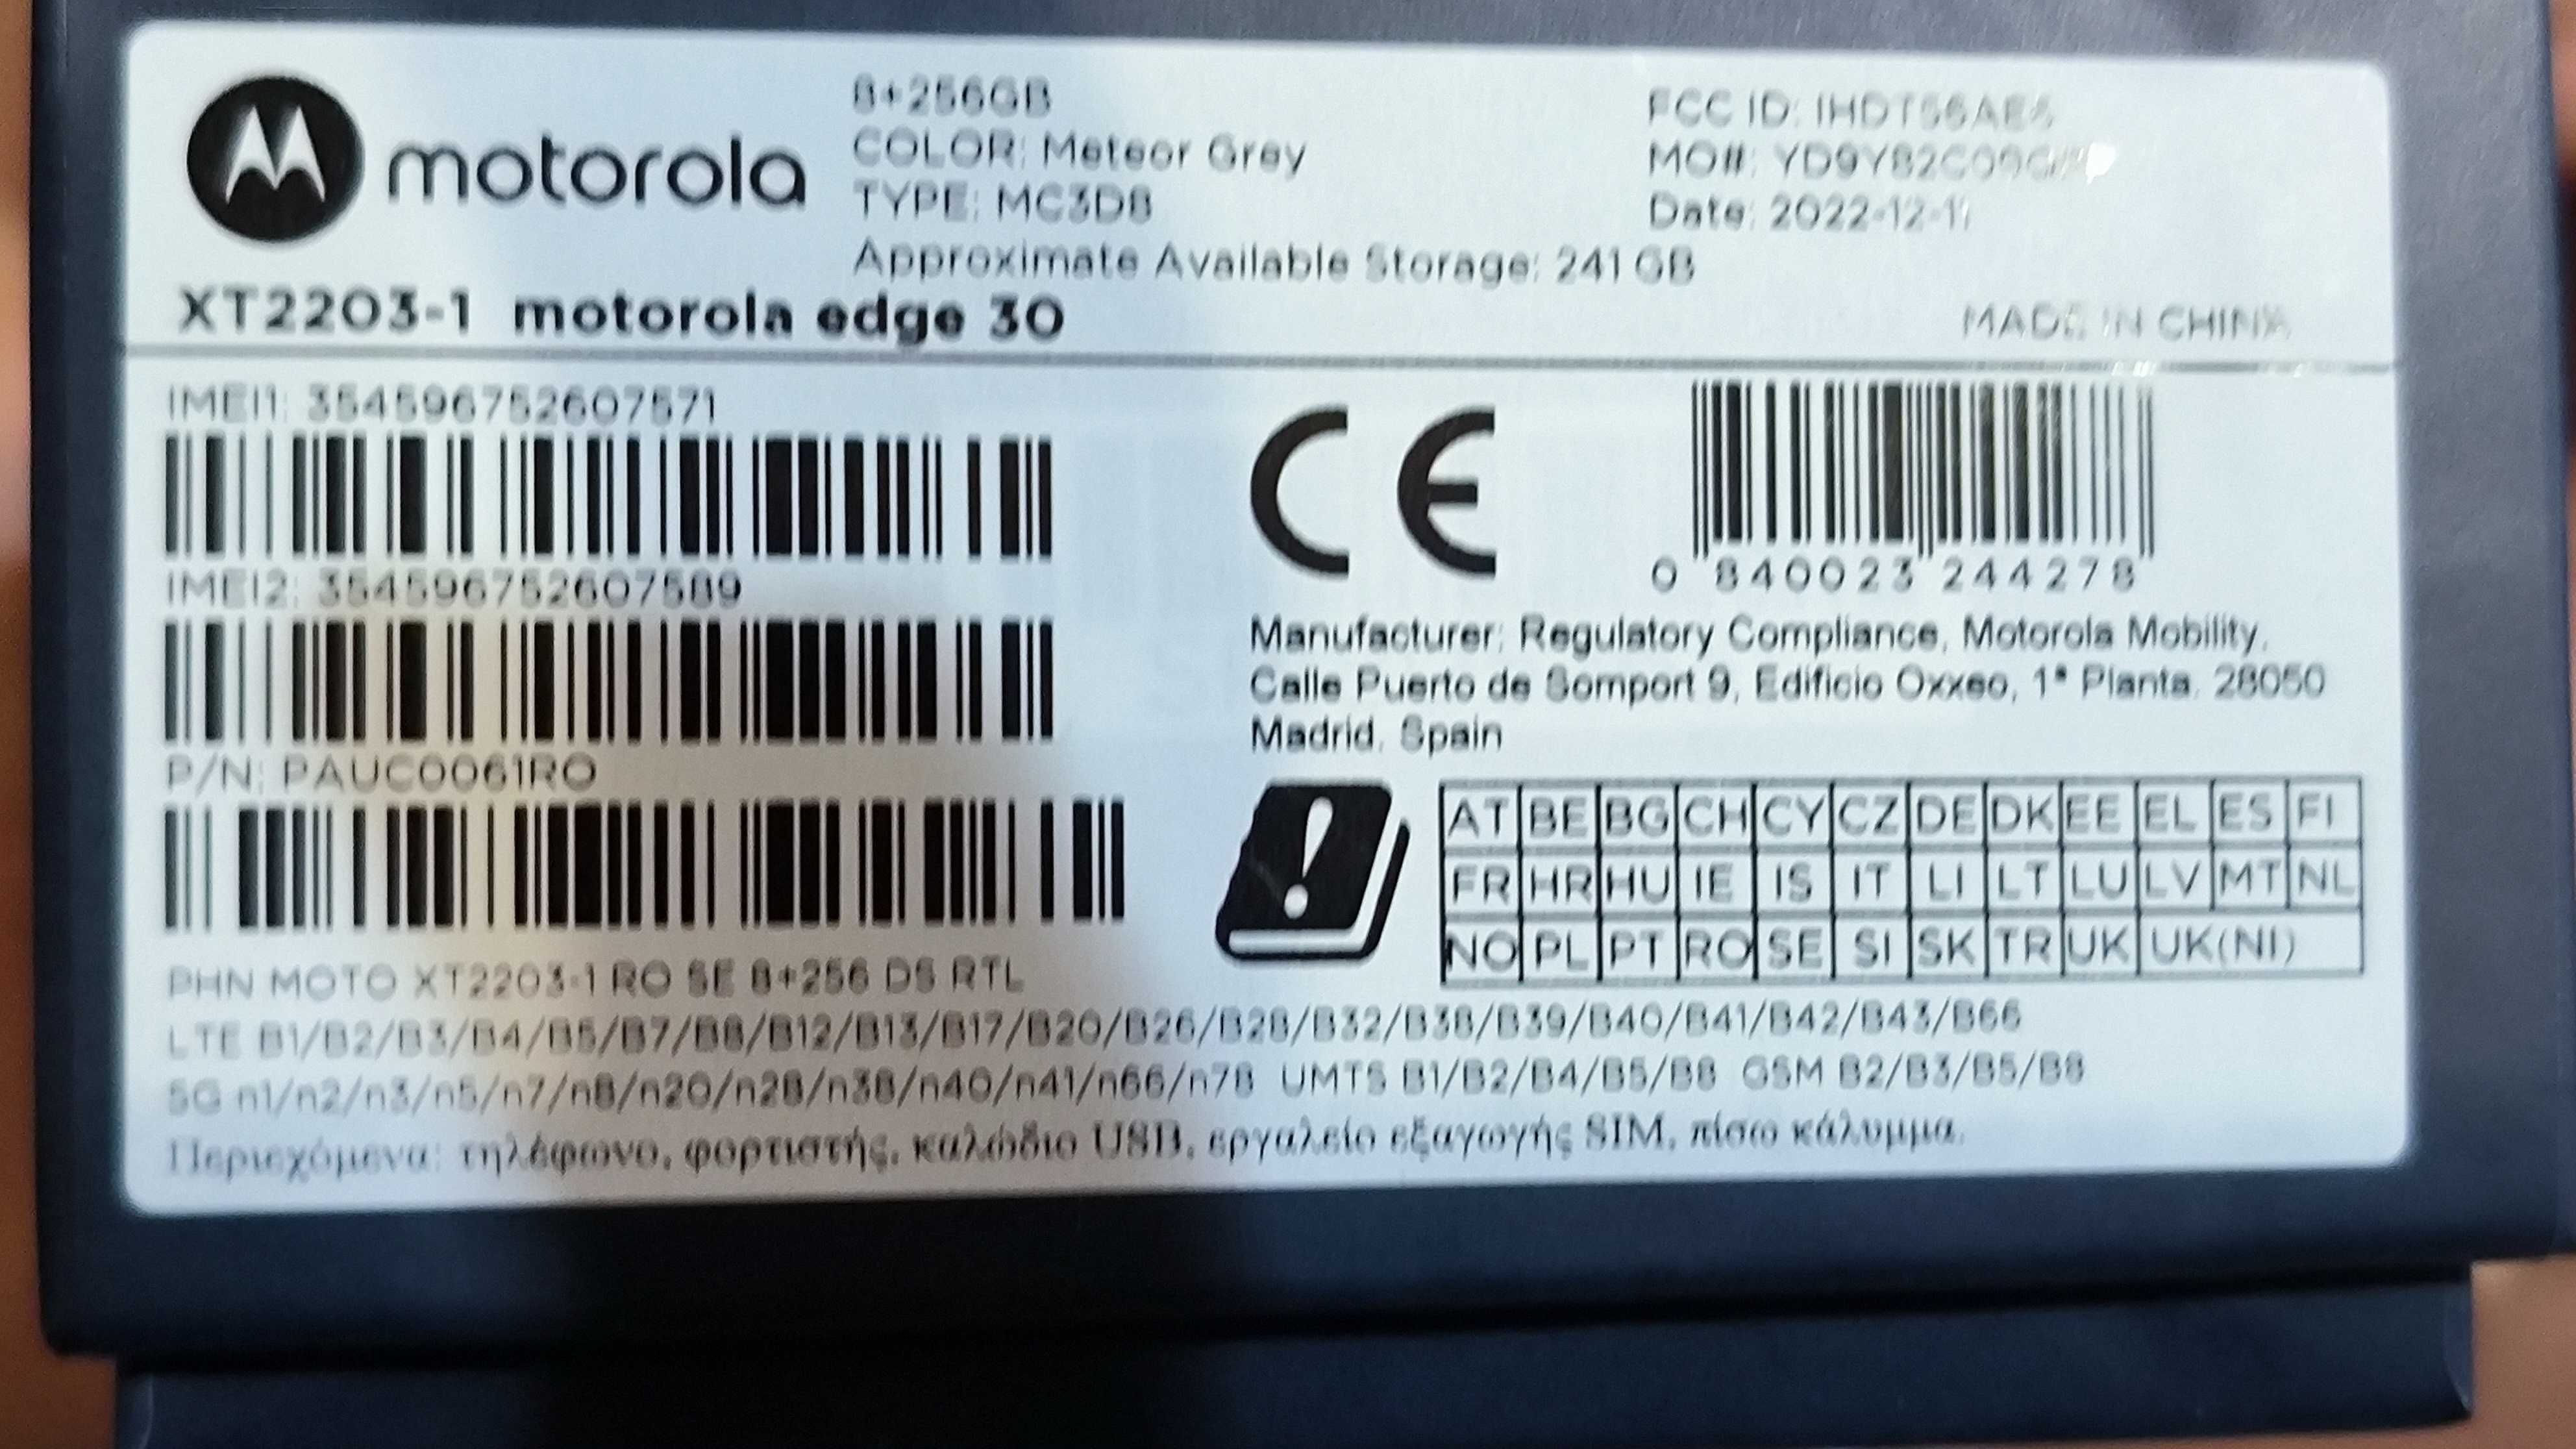 motorola
8+256GB
COLOR: Meteor Grey
TYPE: MC3D8
Approximate Available Storage: 241 GB
FCC ID:
MO#:
Date:
XT2203-1 motorola edge 30
MADE IN CHINA
IMEI1: 354596752607571
IMEI2: 354596752607589
P/N: PAUC0061RO
PHN MOTO XT2203-1 RO SE 8+256 DS RTL
CE
0 840023 244278
Manufacturer: Regulatory Compliance, Motorola Mobility,
Calle Puerto de Somport 9, Edificio Oxxeo, 1ª Planta, 28050
Madrid, Spain
AT BE BG CH CY CZ DE DK EE EL ES FI
FR HR HU IE IS IT LI LT LU LV MT NL
NO PL PT RO SE SI SK TR UK UK(NI)
LTE B1/B2/B3/B4/B5/B7/B8/B12/B13/B17/B20/B26/B28/B32/B38/B39/B40/B41/B42/B43/B66
5G n1/n2/n3/n5/n7/n8/n20/n28/n38/n40/n41/n66/n78 UMTS B1/B2/B4/B5/B8 GSM B2/B3/B5/B8
Περιεχόμενα: τηλέφωνο, φορτιστής, καλώδιο USB, εργαλείο εξαγωγής SIM, πίσω κάλυμμα.